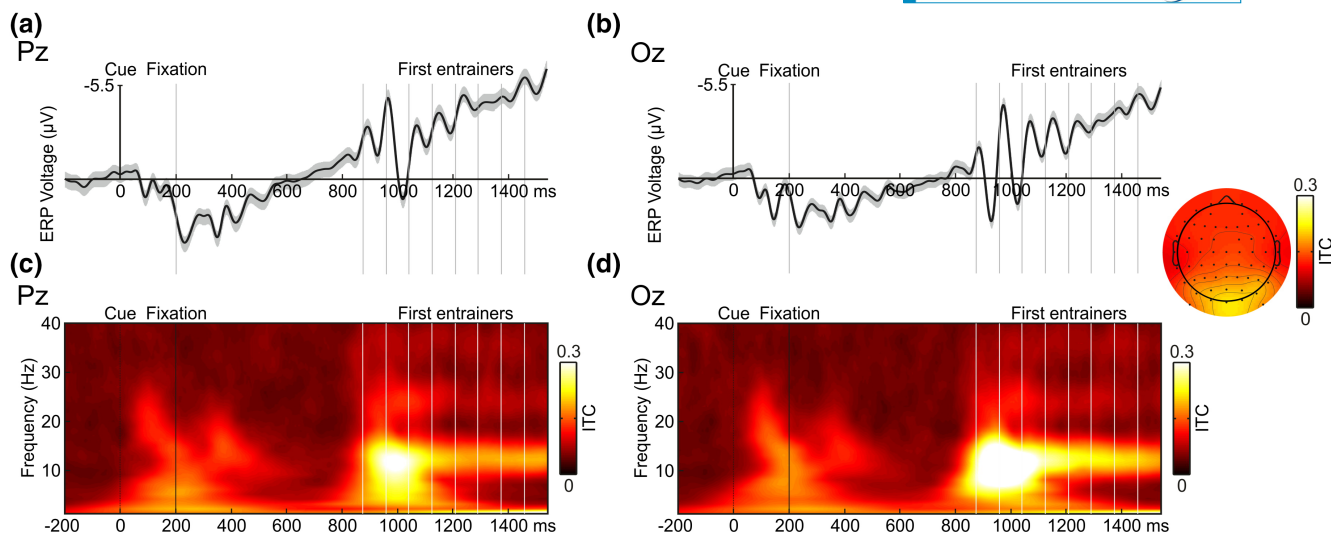 (a)
Pz
Cue Fixation
First entrainers
-5.5
ERP Voltage (µV)
0 200 400 600 800 1000 1200 1400 ms
(b)
Oz
Cue Fixation
First entrainers
-5.5
ERP Voltage (µV)
0 200 400 600 800 1000 1200 1400 ms
0.3
ITC
0
(c)
Pz
Cue Fixation
First entrainers
40
30
20
10
Frequency (Hz)
-200 0 200 400 600 800 1000 1200 1400 ms
0.3
ITC
0
(d)
Oz
Cue Fixation
First entrainers
40
30
20
10
Frequency (Hz)
-200 0 200 400 600 800 1000 1200 1400 ms
0.3
ITC
0